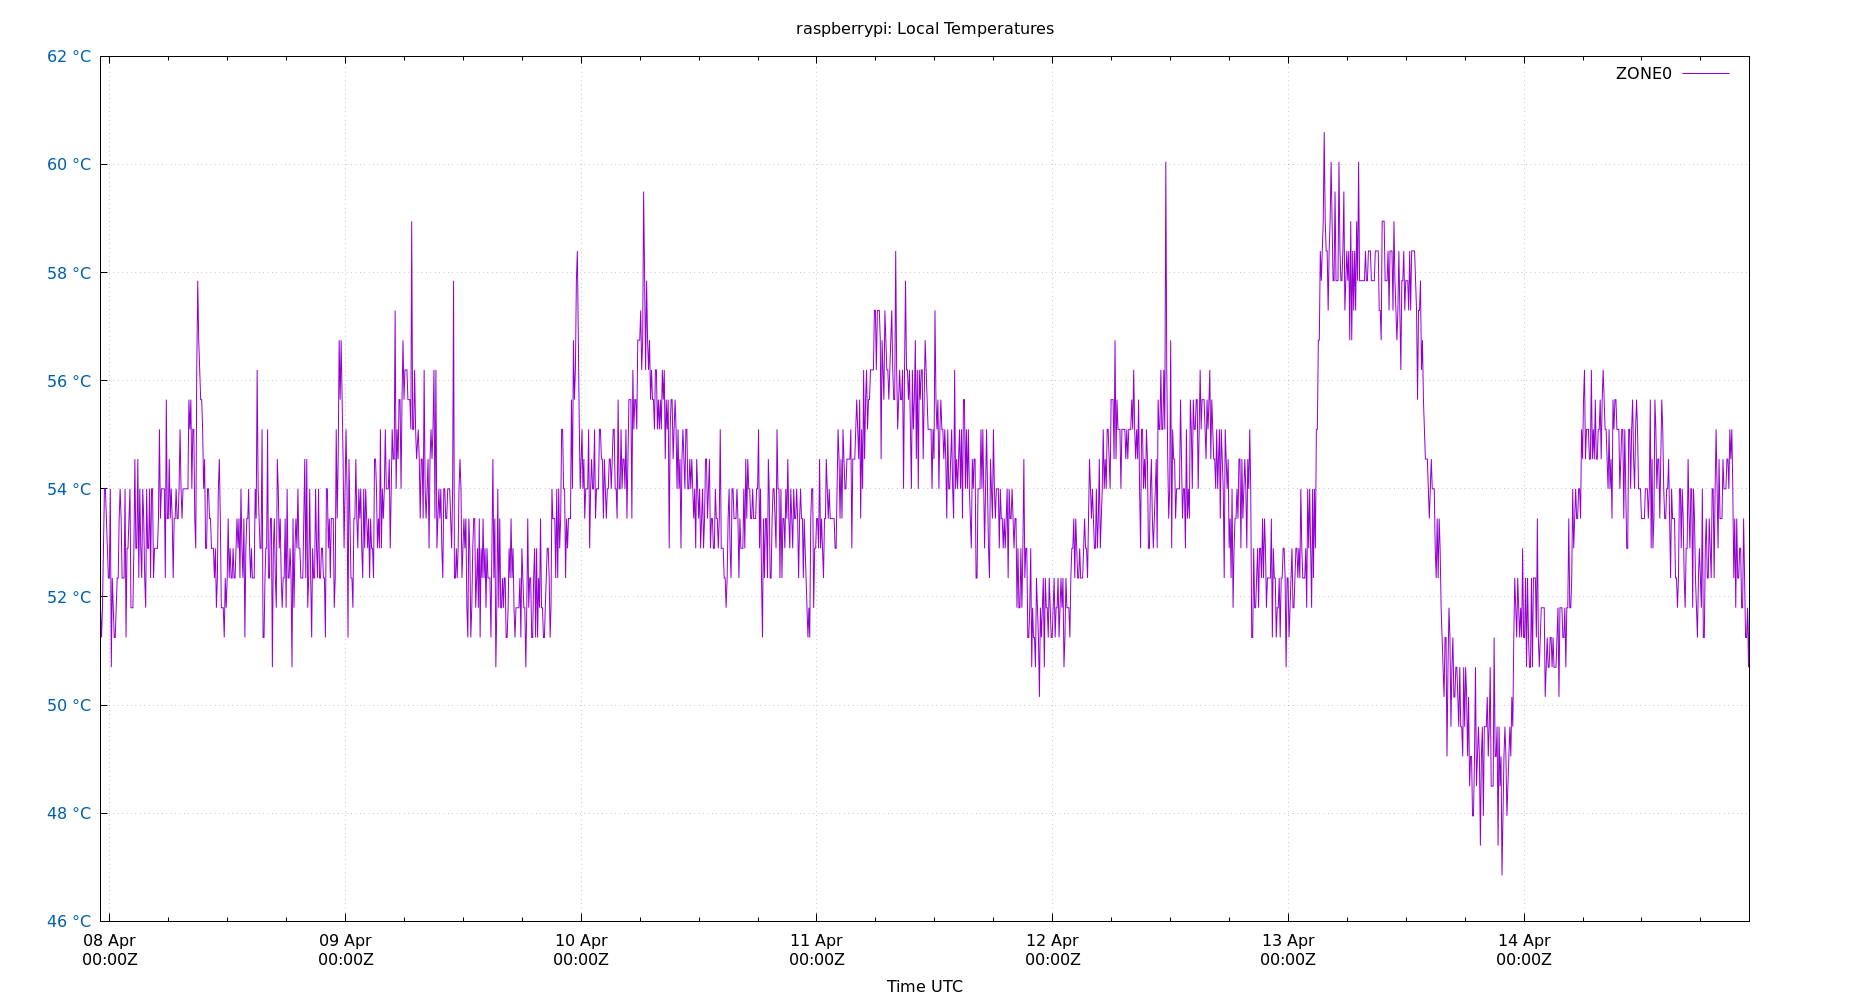 raspberrypi: Local Temperatures
62 °C
ZONE0
60 °C
58 °C
56 °C
54 °C
52 °C
50 °C
48 °C
46 °C
08 Apr 09 Apr 10 Apr 11 Apr 12 Apr 13 Apr 14 Apr
00:00Z 00:00Z 00:00Z 00:00Z 00:00Z 00:00Z 00:00Z
Time UTC